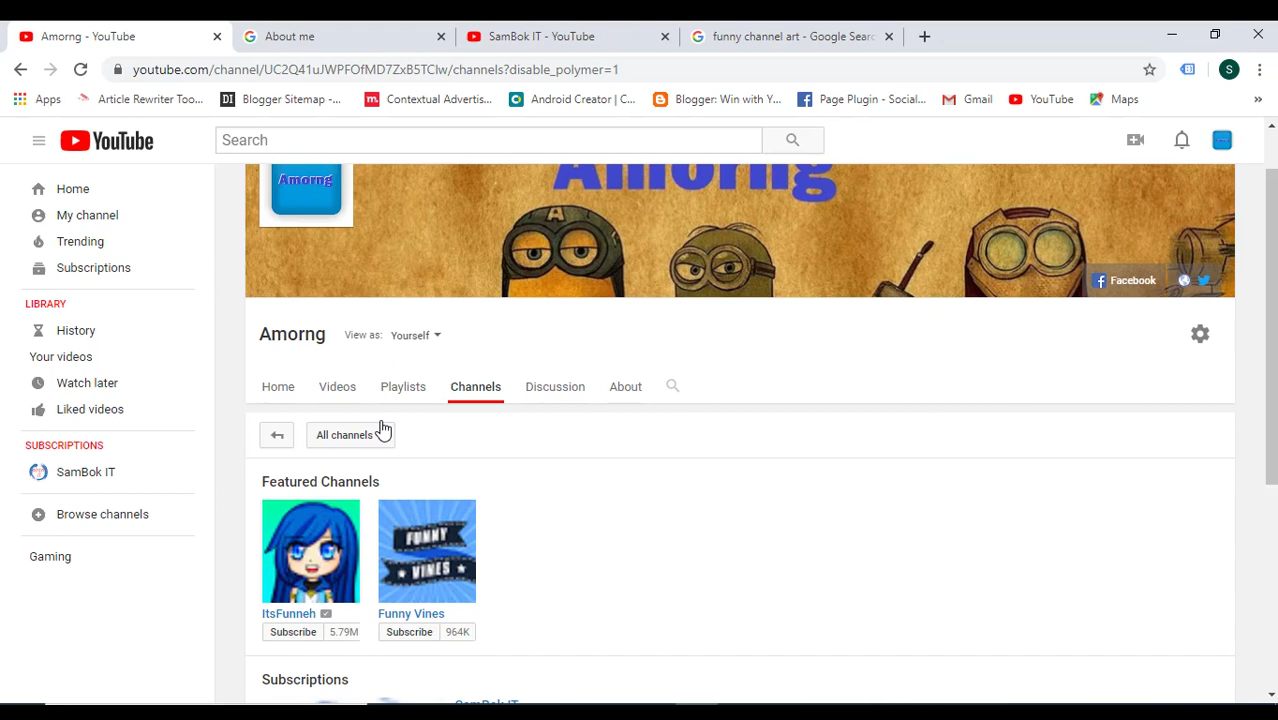 Amorng - YouTube
About me
SamBok IT - YouTube
funny channel art - Google Searc
youtube.com/channel/UC2Q41uJWPFOfMD7ZxB5TClw/channels?disable_polymer=1
S
Apps
Article Rewriter Too...
DI Blogger Sitemap -...
m Contextual Advertis...
Android Creator | C...
Blogger: Win with Y...
Page Plugin - Social...
Gmail
YouTube
Maps
»
YouTube
Search
Home
My channel
Trending
Subscriptions
LIBRARY
History
Your videos
Watch later
Liked videos
SUBSCRIPTIONS
SamBok IT
Browse channels
Gaming
Amorng
Amorng
A
Facebook
Amorng
View as: Yourself
Home
Videos
Playlists
Channels
Discussion
About
All channels
Featured Channels
FUNNY
VINES
ItsFunneh
Funny Vines
Subscribe 5.79M
Subscribe 964K
Subscriptions
SamBok IT